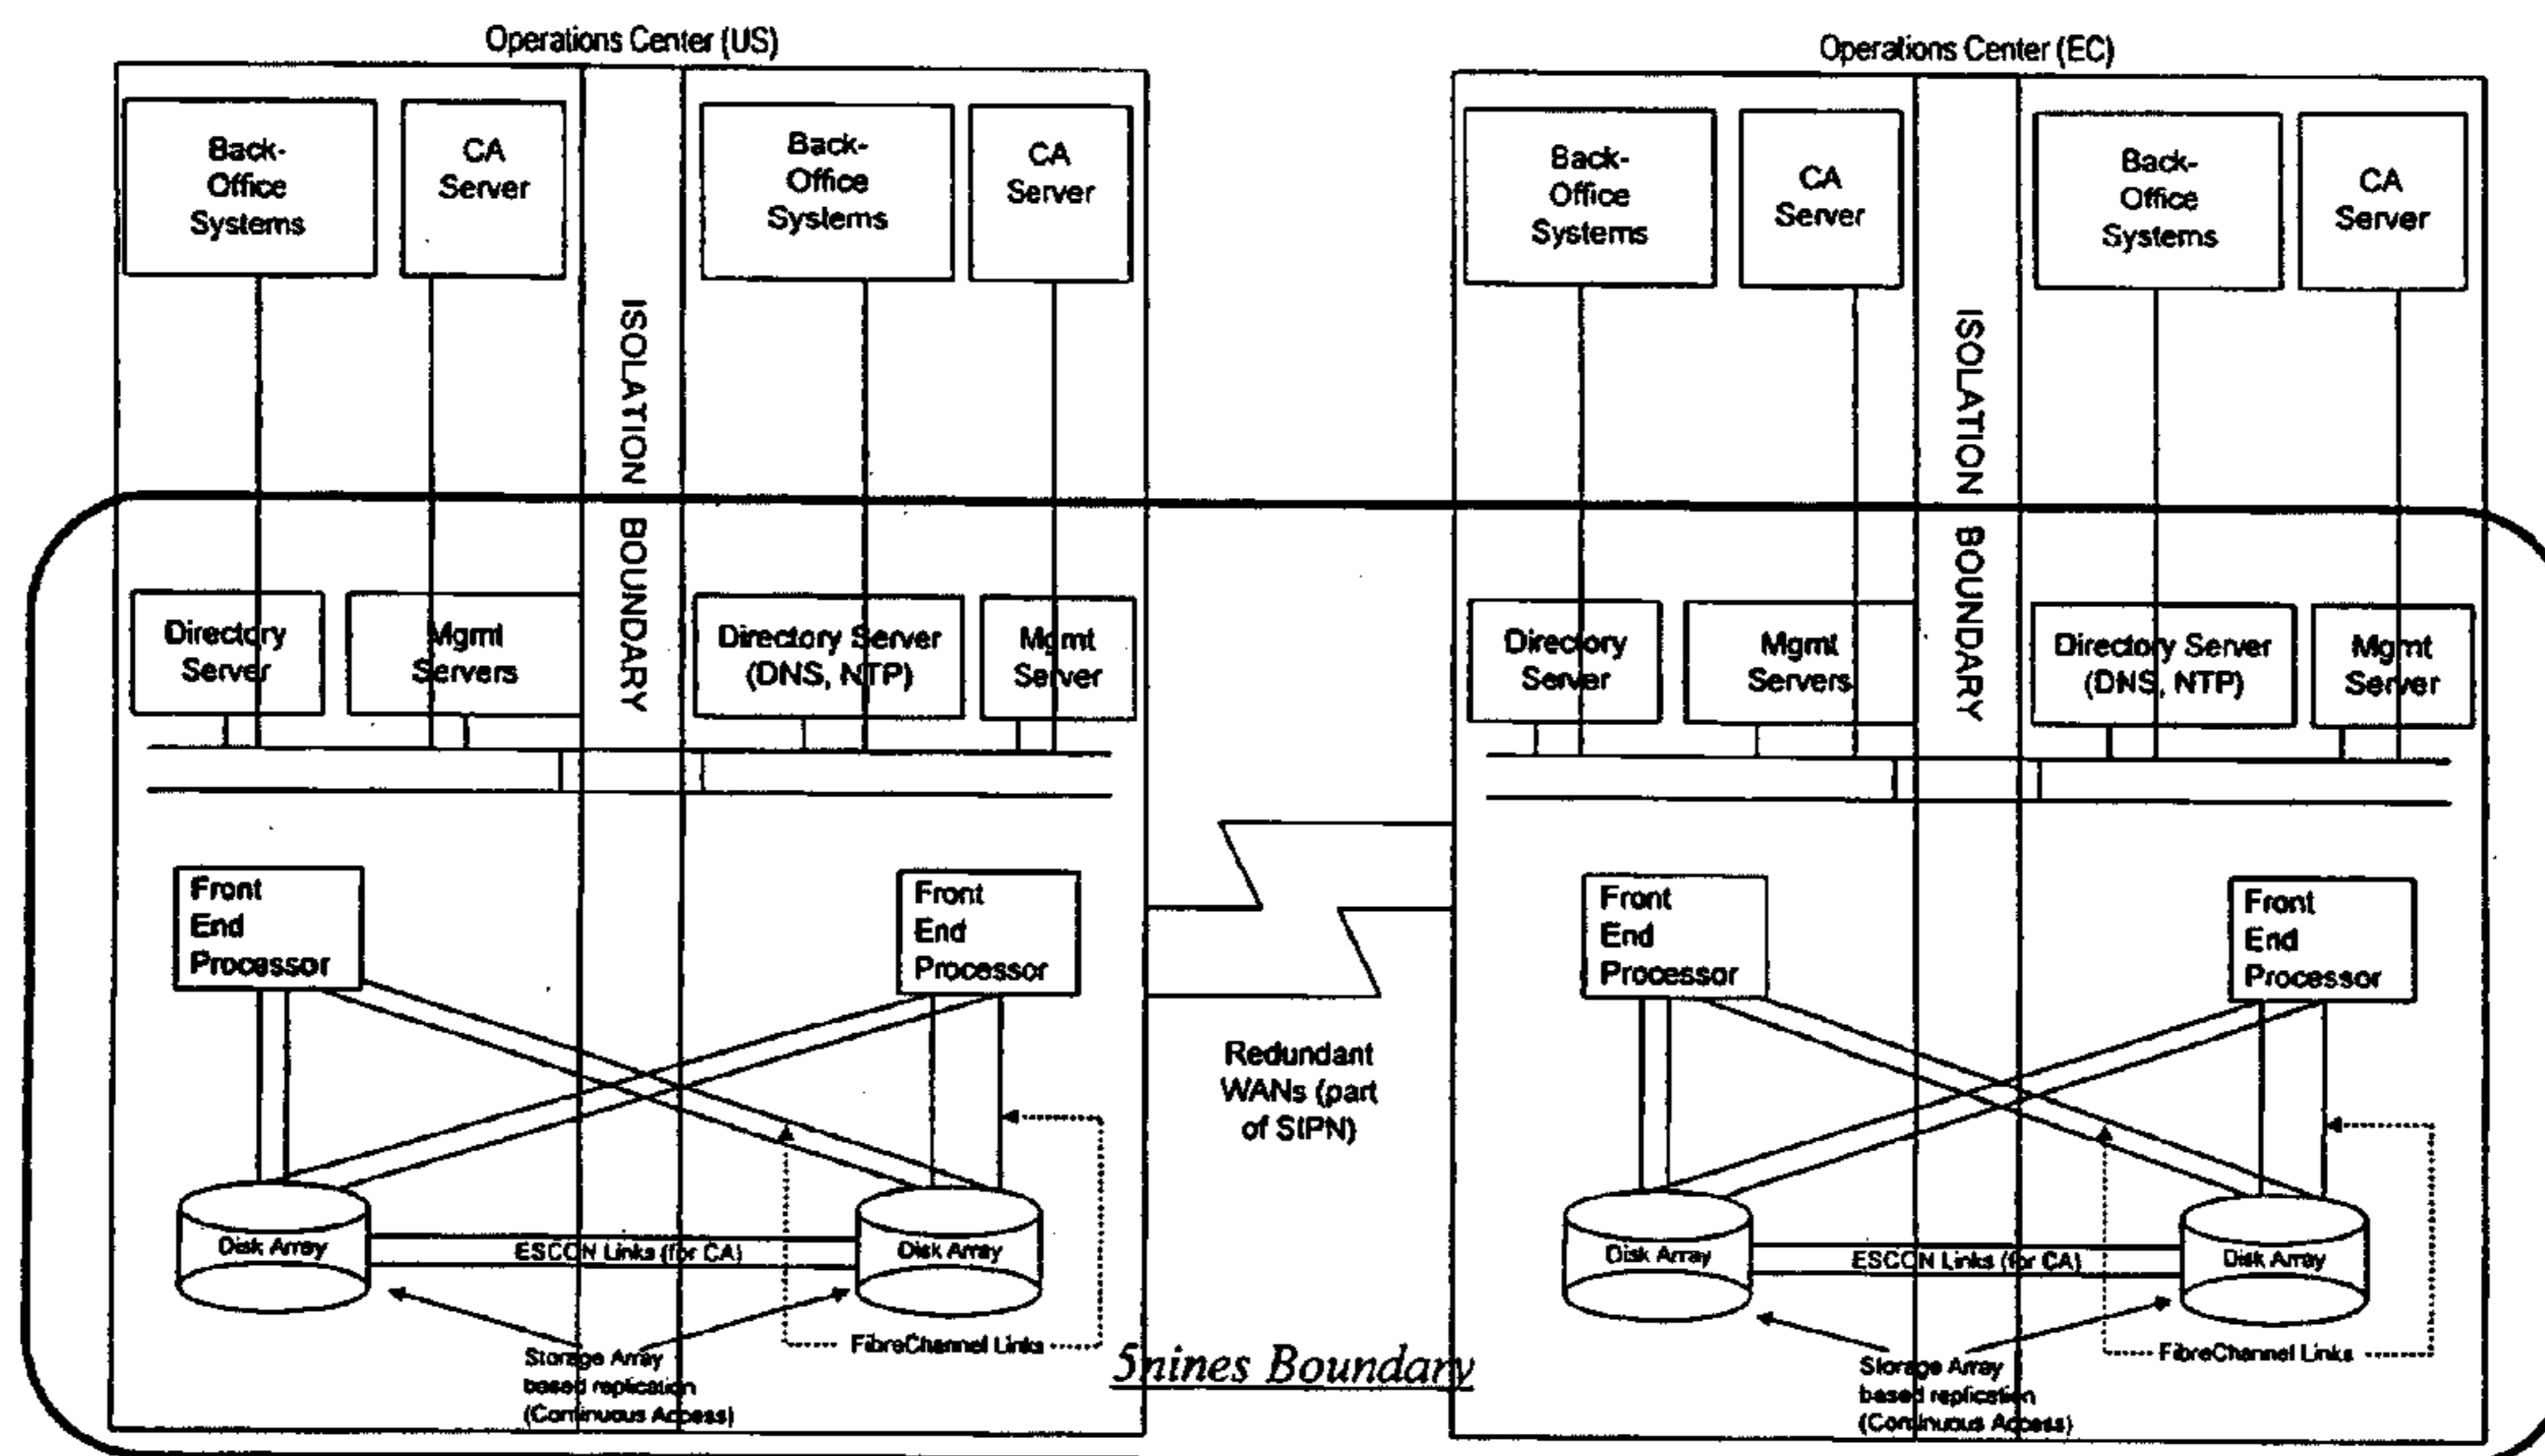 Operations Center (US)
Back-
Office
Systems
CA
Server
Back-
Office
Systems
CA
Server
ISOLATION BOUNDARY
Directory
Server
Mgmt
Servers
Directory Server
(DNS, NTP)
Mgmt
Server
Front
End
Processor
Front
End
Processor
Disk Array
ESCON Links (for CA)
Disk Array
FibreChannel Links
Storage Array
based replication
(Continuous Access)
Redundant
WANs (part
of SIPN)
5nines Boundary
Operations Center (EC)
Back-
Office
Systems
CA
Server
Back-
Office
Systems
CA
Server
ISOLATION BOUNDARY
Directory
Server
Mgmt
Servers
Directory Server
(DNS, NTP)
Mgmt
Server
Front
End
Processor
Front
End
Processor
Disk Array
ESCON Links (for CA)
Disk Array
FibreChannel Links
Storage Array
based replication
(Continuous Access)